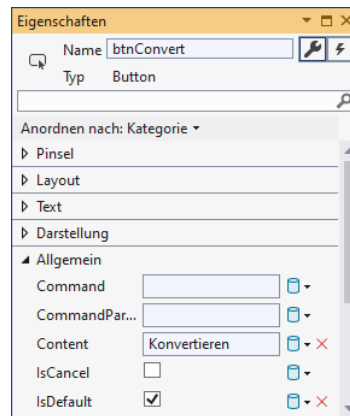 Eigenschaften
Name btnConvert
Typ Button
Anordnen nach: Kategorie
Pinsel
Layout
Text
Darstellung
Allgemein
Command
CommandPar...
Content Konvertieren
IsCancel
IsDefault